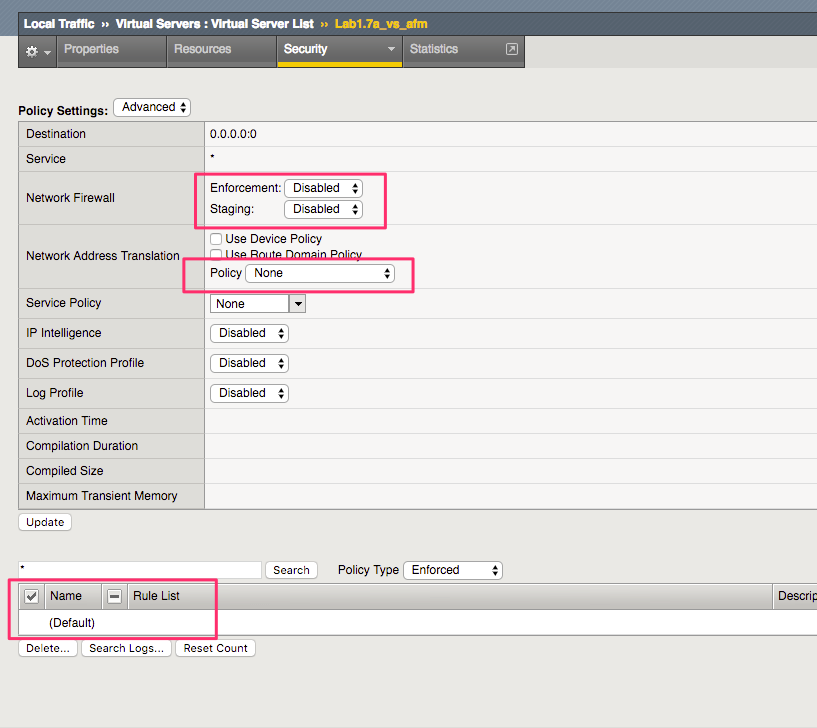 Local Traffic ›› Virtual Servers : Virtual Server List ›› Lab1.7a_vs_afm
Properties Resources Security Statistics
Policy Settings: Advanced
Destination 0.0.0.0:0
Service *
Network Firewall
Enforcement: Disabled
Staging: Disabled
Network Address Translation
Use Device Policy
Use Route Domain Policy
Policy None
Service Policy None
IP Intelligence Disabled
DoS Protection Profile Disabled
Log Profile Disabled
Activation Time
Compilation Duration
Compiled Size
Maximum Transient Memory
Update
* Search Policy Type Enforced
Name Rule List Descrip
(Default)
Delete... Search Logs... Reset Count